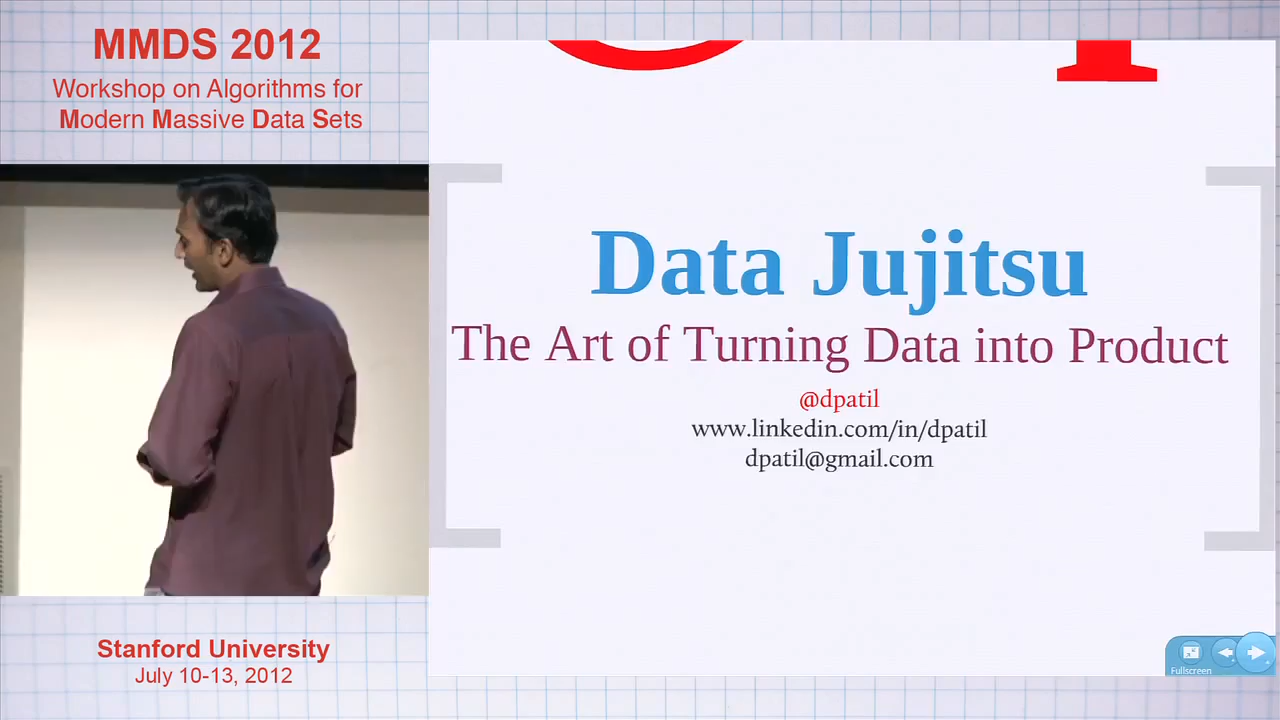 MMDS 2012
Workshop on Algorithms for
Modern Massive Data Sets
Data Jujitsu
The Art of Turning Data into Product
@dpatil
www.linkedin.com/in/dpatil
dpatil@gmail.com
Stanford University
July 10-13, 2012
Fullscreen